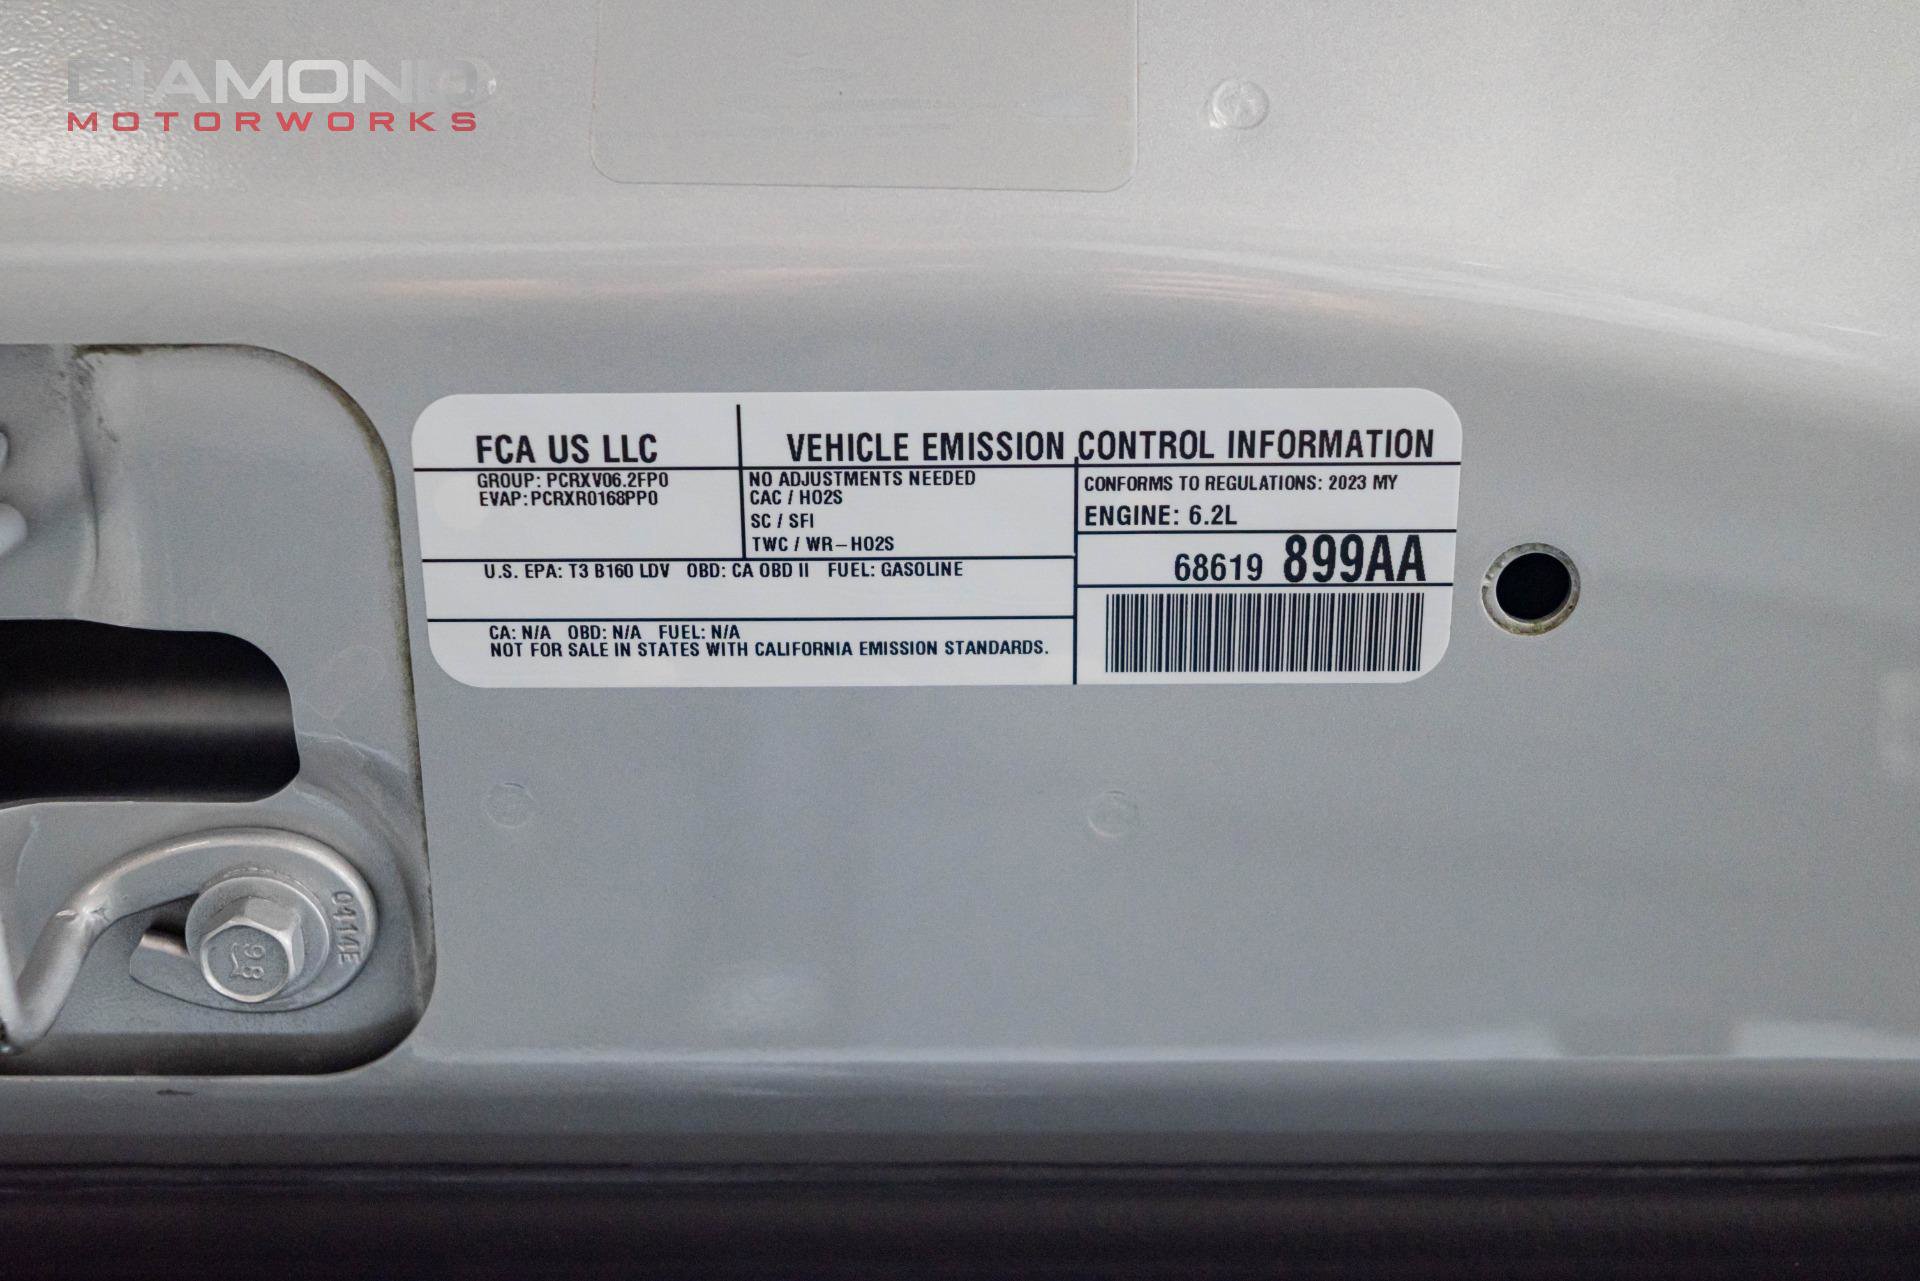 DIAMOND
MOTORWORKS
FCA US LLC
GROUP: PCRXV06.2FP0
EVAP: PCRXR0168PP0
VEHICLE EMISSION CONTROL INFORMATION
NO ADJUSTMENTS NEEDED
CAC / HO2S
SC / SFI
TWC / WR-HO2S
CONFORMS TO REGULATIONS: 2023 MY
ENGINE: 6.2L
68619 899AA
U.S. EPA: T3 B160 LDV OBD: CA OBD II FUEL: GASOLINE
CA: N/A OBD: N/A FUEL: N/A
NOT FOR SALE IN STATES WITH CALIFORNIA EMISSION STANDARDS.
98